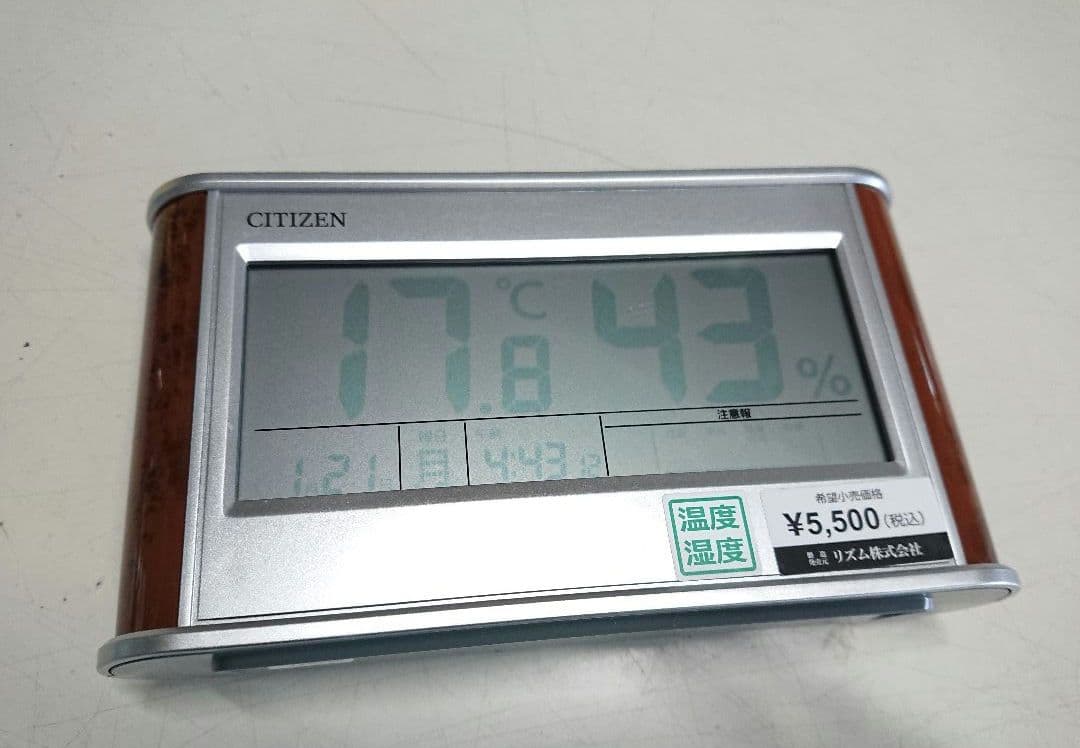 CITIZEN
17.8℃ 43%
注意報
1.21 月 4:43 12
温度
湿度
希望小売価格
¥5,500(税込)
リズム株式会社